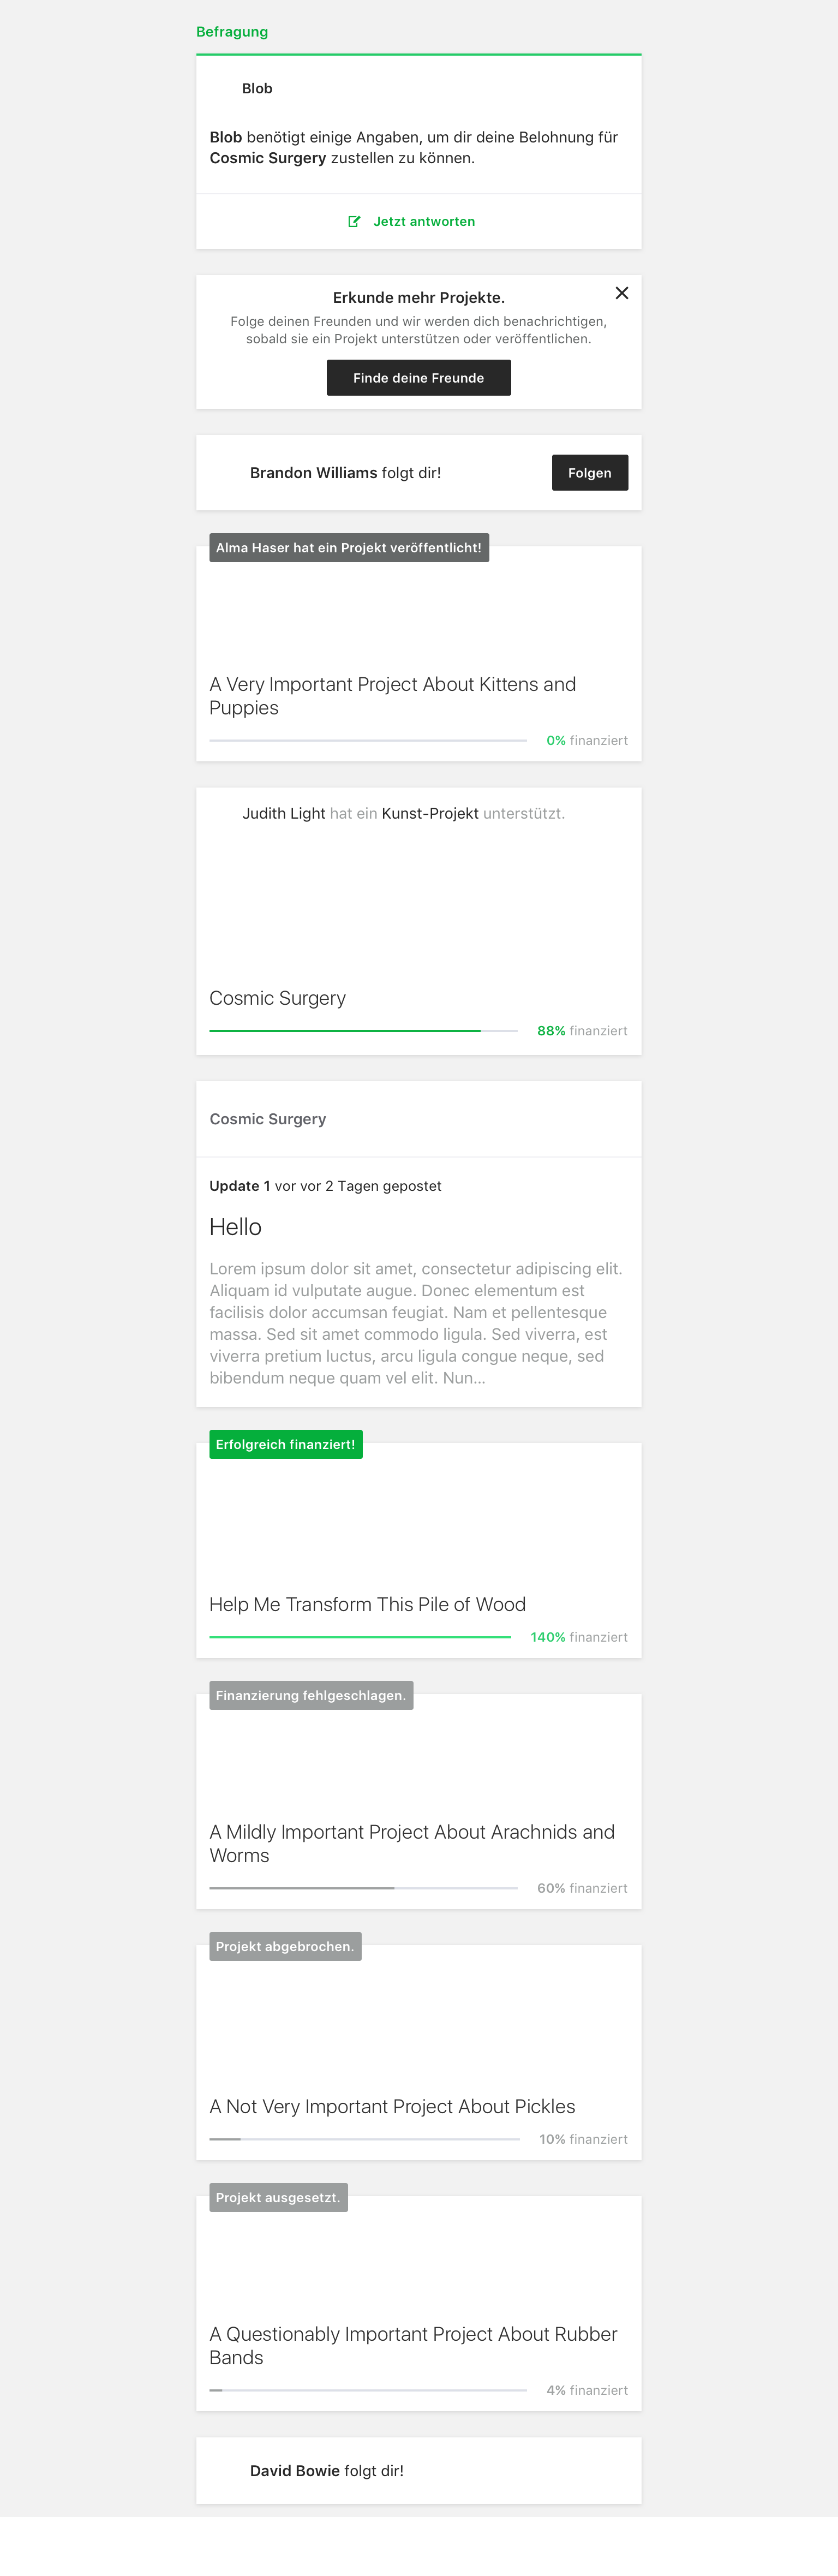 Befragung
Blob
Blob benötigt einige Angaben, um dir deine Belohnung für
Cosmic Surgery zustellen zu können.
Jetzt antworten
Erkunde mehr Projekte.
Folge deinen Freunden und wir werden dich benachrichtigen,
sobald sie ein Projekt unterstützen oder veröffentlichen.
Finde deine Freunde
Brandon Williams folgt dir!
Folgen
Alma Haser hat ein Projekt veröffentlicht!
A Very Important Project About Kittens and
Puppies
0% finanziert
Judith Light hat ein Kunst-Projekt unterstützt.
Cosmic Surgery
88% finanziert
Cosmic Surgery
Update 1 vor vor 2 Tagen gepostet
Hello
Lorem ipsum dolor sit amet, consectetur adipiscing elit.
Aliquam id vulputate augue. Donec elementum est
facilisis dolor accumsan feugiat. Nam et pellentesque
massa. Sed sit amet commodo ligula. Sed viverra, est
viverra pretium luctus, arcu ligula congue neque, sed
bibendum neque quam vel elit. Nun...
Erfolgreich finanziert!
Help Me Transform This Pile of Wood
140% finanziert
Finanzierung fehlgeschlagen.
A Mildly Important Project About Arachnids and
Worms
60% finanziert
Projekt abgebrochen.
A Not Very Important Project About Pickles
10% finanziert
Projekt ausgesetzt.
A Questionably Important Project About Rubber
Bands
4% finanziert
David Bowie folgt dir!